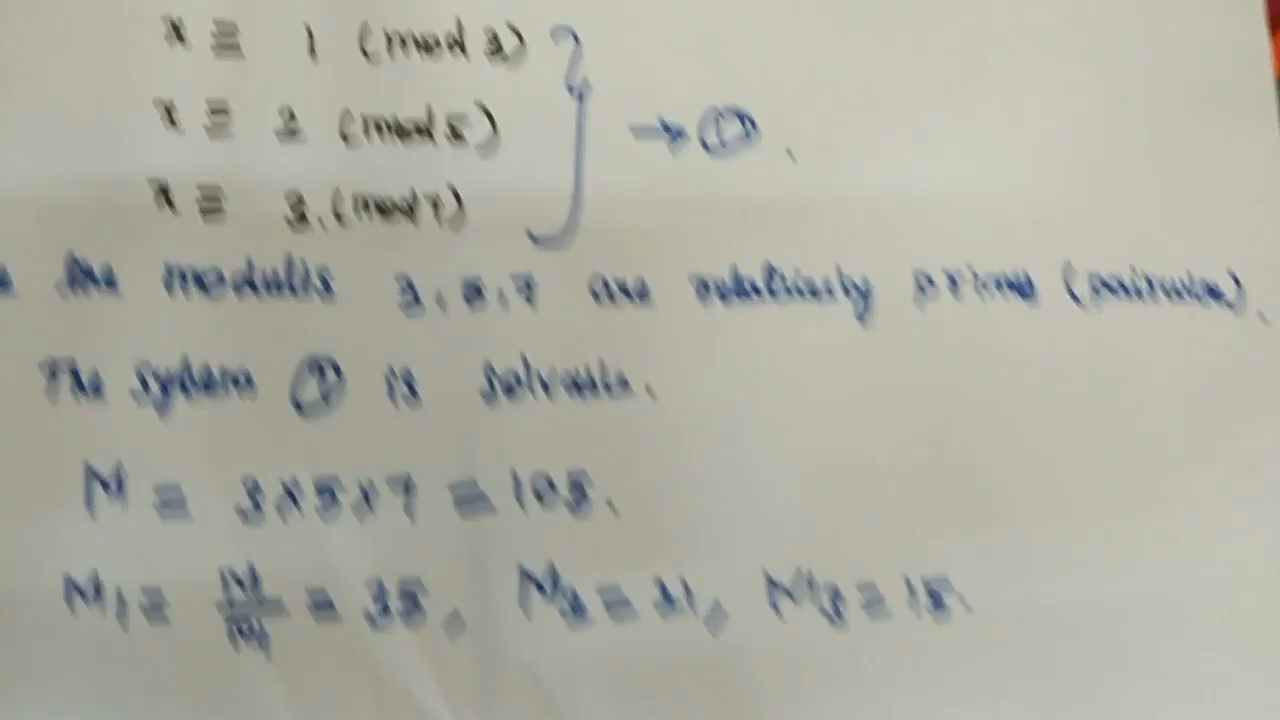 x ≡ 1 (mod 3)
x ≡ 2 (mod 5) → ①.
x ≡ 3. (mod 7)
the modulis 3, 5, 7 are relatively prime (pairwise).
The system ① is solvable.
M = 3×5×7 = 105.
M₁ = M/m₁ = 35, M₂ = 21, M₃ = 15.